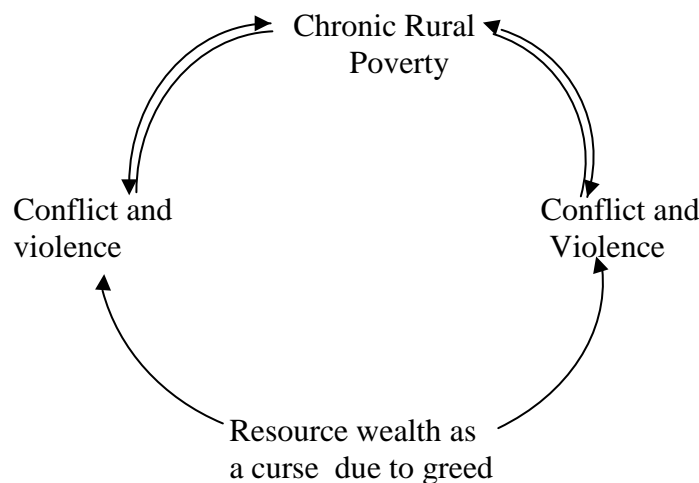 Chronic Rural
Poverty
Conflict and
violence
Conflict and
Violence
Resource wealth as
a curse due to greed